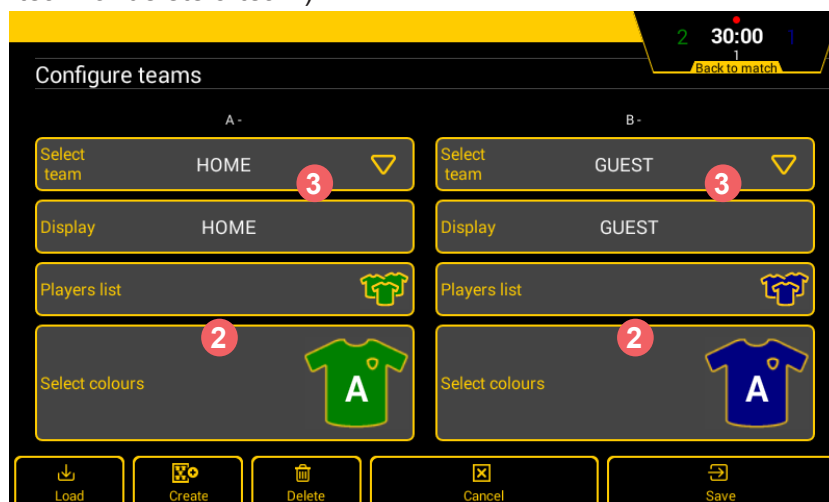 2 30:00 1
1
Back to match
Configure teams
A -
B -
Select team HOME 3
Select team GUEST 3
Display HOME
Display GUEST
Players list
Players list
2
2
Select colours A
Select colours A
Load
Create
Delete
Cancel
Save